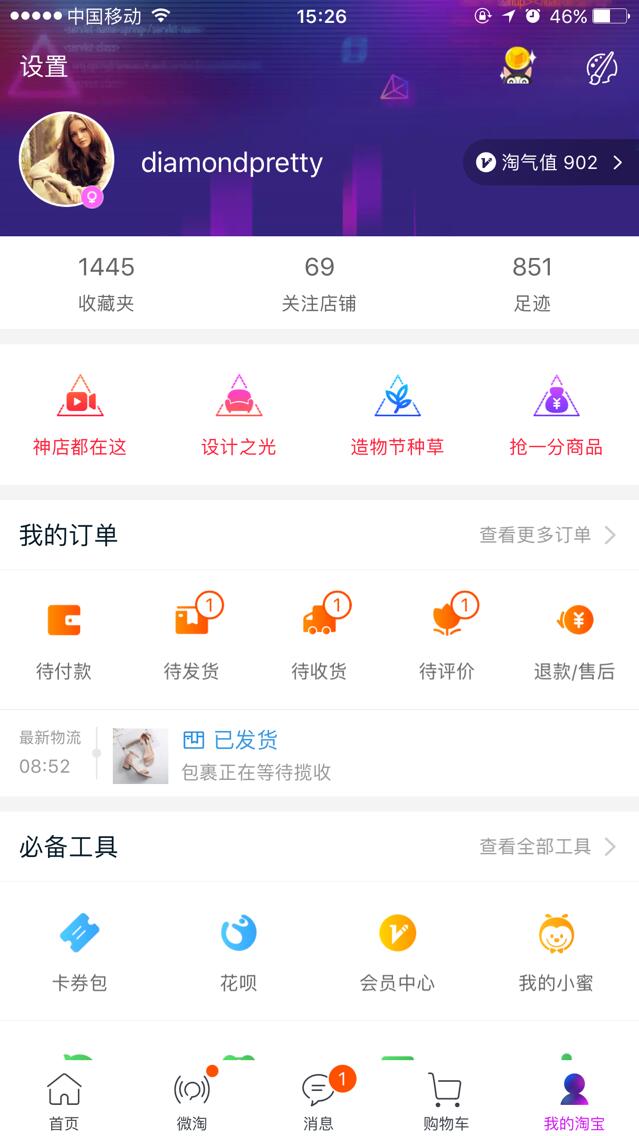 中国移动 15:26 46%
设置
diamondpretty
淘气值 902
1445 69 851
收藏夹 关注店铺 足迹
神店都在这 设计之光 造物节种草 抢一分商品
我的订单 查看更多订单
1 1 1
待付款 待发货 待收货 待评价 退款/售后
最新物流 已发货
08:52 包裹正在等待揽收
必备工具 查看全部工具
卡券包 花呗 会员中心 我的小蜜
1
首页 微淘 消息 购物车 我的淘宝